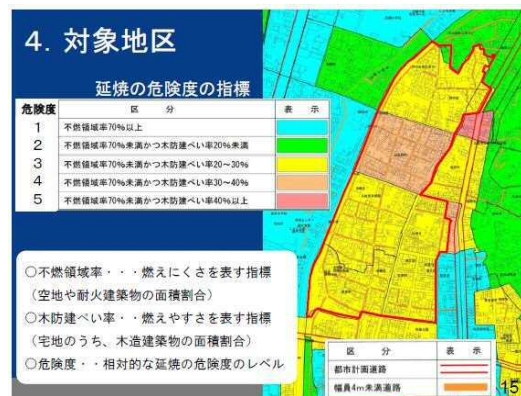 4. 対象地区
延焼の危険度の指標
危険度 区 分 表 示
1 不燃領域率70%以上
2 不燃領域率70%未満かつ木防建ぺい率20%未満
3 不燃領域率70%未満かつ木防建ぺい率20~30%
4 不燃領域率70%未満かつ木防建ぺい率30~40%
5 不燃領域率70%未満かつ木防建ぺい率40%以上
○不燃領域率・・・燃えにくさを表す指標
(空地や耐火建築物の面積割合)
○木防建ぺい率・・燃えやすさを表す指標
(宅地のうち、木造建築物の面積割合)
○危険度・・相対的な延焼の危険度のレベル
区 分 表 示
都市計画道路
幅員4m未満道路
15